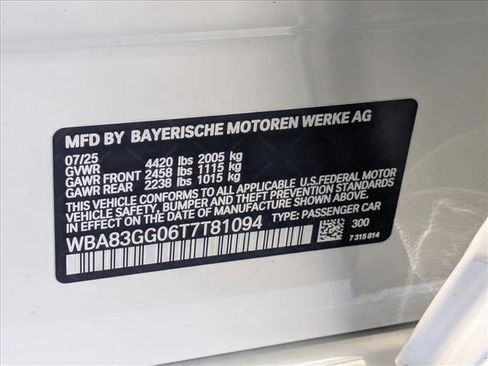 MFD BY BAYERISCHE MOTOREN WERKE AG
07/25
GVWR 4420 lbs 2005 kg
GAWR FRONT 2458 lbs 1115 kg
GAWR REAR 2238 lbs 1015 kg
THIS VEHICLE CONFORMS TO ALL APPLICABLE U.S.FEDERAL MOTOR
VEHICLE SAFETY, BUMPER, AND THEFT PREVENTION STANDARDS
IN EFFECT ON THE DATE OF MANUFACTURE SHOWN ABOVE.
WBA83GG06T7T81094 TYPE: PASSENGER CAR
300
7 315 814